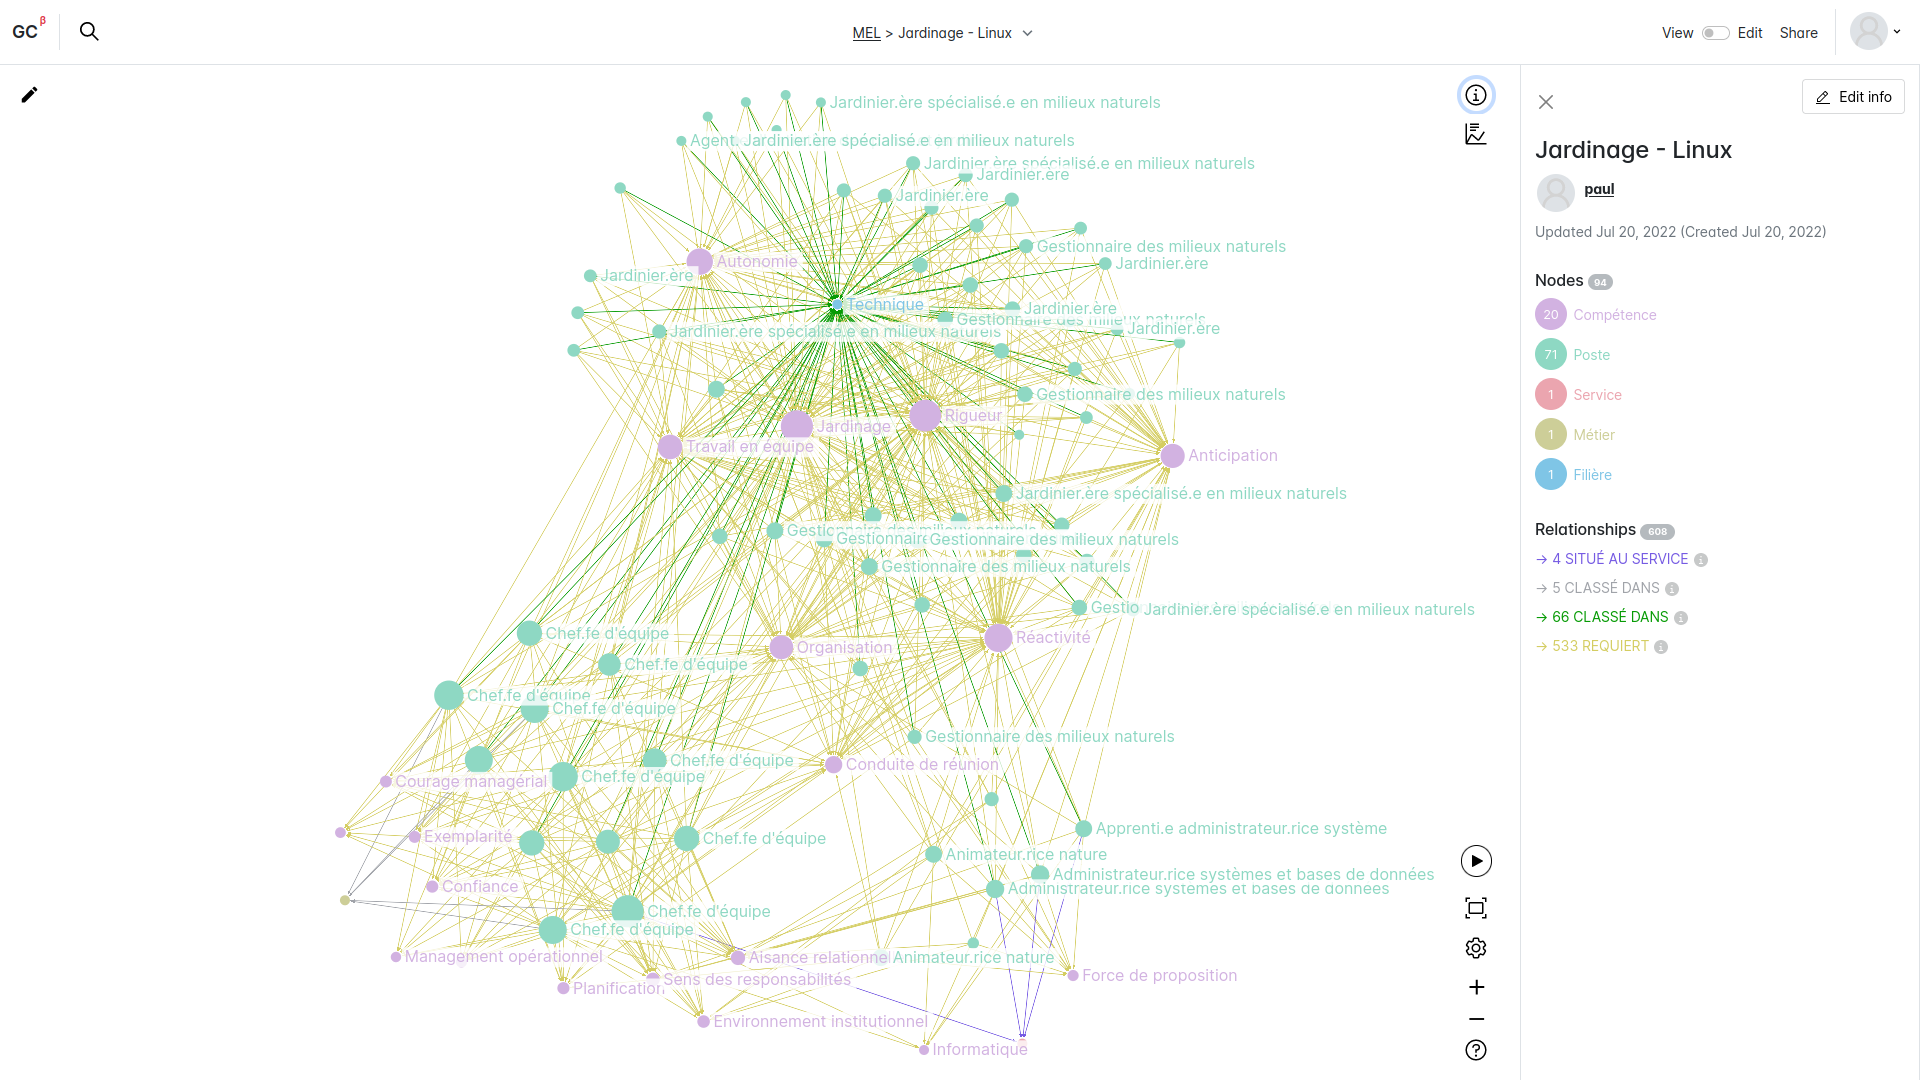 GC β
MEL > Jardinage - Linux
View Edit Share
Jardinier.ère spécialisé.e en milieux naturels
Agent. Jardinier.ère spécialisé.e en milieux naturels
Jardinier.ère spécialisé.e en milieux naturels
Jardinier.ère
Jardinier.ère
Gestionnaire des milieux naturels
Autonomie
Jardinier.ère
Jardinier.ère
Technique
Jardinier.ère
Gestionnaire des milieux naturels
Jardinier.ère
Jardinier.ère spécialisé.e en milieux naturels
Gestionnaire des milieux naturels
Rigueur
Jardinage
Travail en équipe
Anticipation
Jardinier.ère spécialisé.e en milieux naturels
Gestionnaire des milieux naturels
Gestionnaire
Gestionnaire des milieux naturels
Gestionnaire des milieux naturels
Gestio
Jardinier.ère spécialisé.e en milieux naturels
Chef.fe d'équipe
Réactivité
Organisation
Chef.fe d'équipe
Chef.fe d'équipe
Chef.fe d'équipe
Gestionnaire des milieux naturels
Chef.fe d'équipe
Conduite de réunion
Chef.fe d'équipe
Courage managérial
Apprenti.e administrateur.rice système
Exemplarité
Chef.fe d'équipe
Animateur.rice nature
Administrateur.rice systèmes et bases de données
Confiance
Administrateur.rice systèmes et bases de données
Chef.fe d'équipe
Chef.fe d'équipe
Management opérationnel
Aisance relationnel
Animateur.rice nature
Force de proposition
Sens des responsabilités
Planification
Environnement institutionnel
Informatique
Edit info
Jardinage - Linux
paul
Updated Jul 20, 2022 (Created Jul 20, 2022)
Nodes 94
20 Compétence
71 Poste
1 Service
1 Métier
1 Filière
Relationships 608
→ 4 SITUÉ AU SERVICE
→ 5 CLASSÉ DANS
→ 66 CLASSÉ DANS
→ 533 REQUIERT